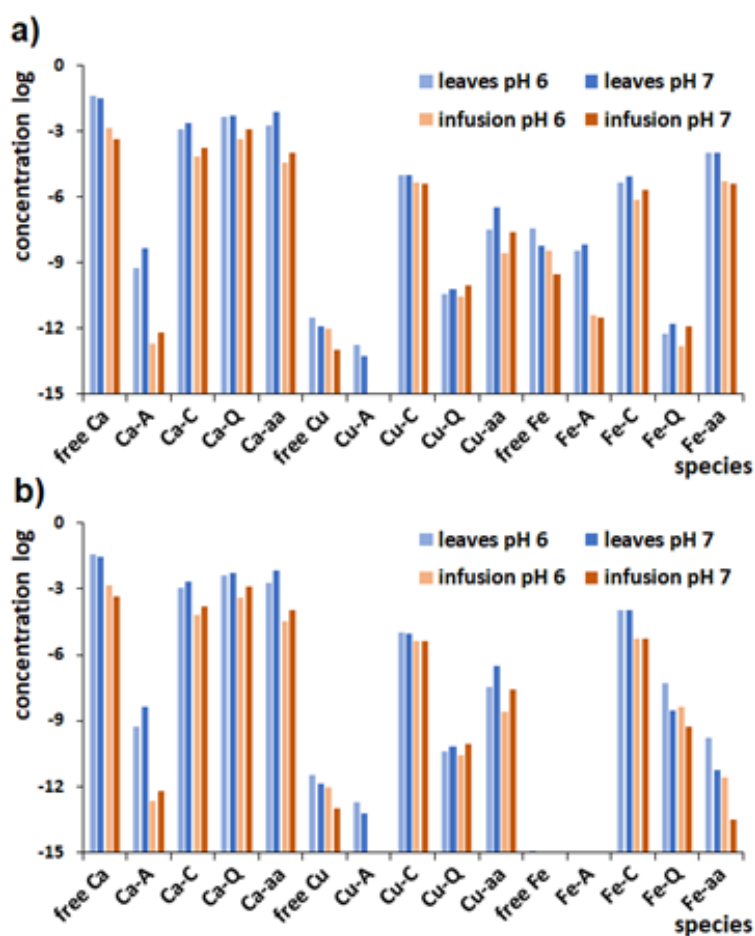 a)
concentration log
0
-3
-6
-9
-12
-15
leaves pH 6
leaves pH 7
infusion pH 6
infusion pH 7
free Ca
Ca-A
Ca-C
Ca-Q
Ca-aa
free Cu
Cu-A
Cu-C
Cu-Q
Cu-aa
free Fe
Fe-A
Fe-C
Fe-Q
Fe-aa
species
b)
concentration log
0
-3
-6
-9
-12
-15
leaves pH 6
leaves pH 7
infusion pH 6
infusion pH 7
free Ca
Ca-A
Ca-C
Ca-Q
Ca-aa
free Cu
Cu-A
Cu-C
Cu-Q
Cu-aa
free Fe
Fe-A
Fe-C
Fe-Q
Fe-aa
species